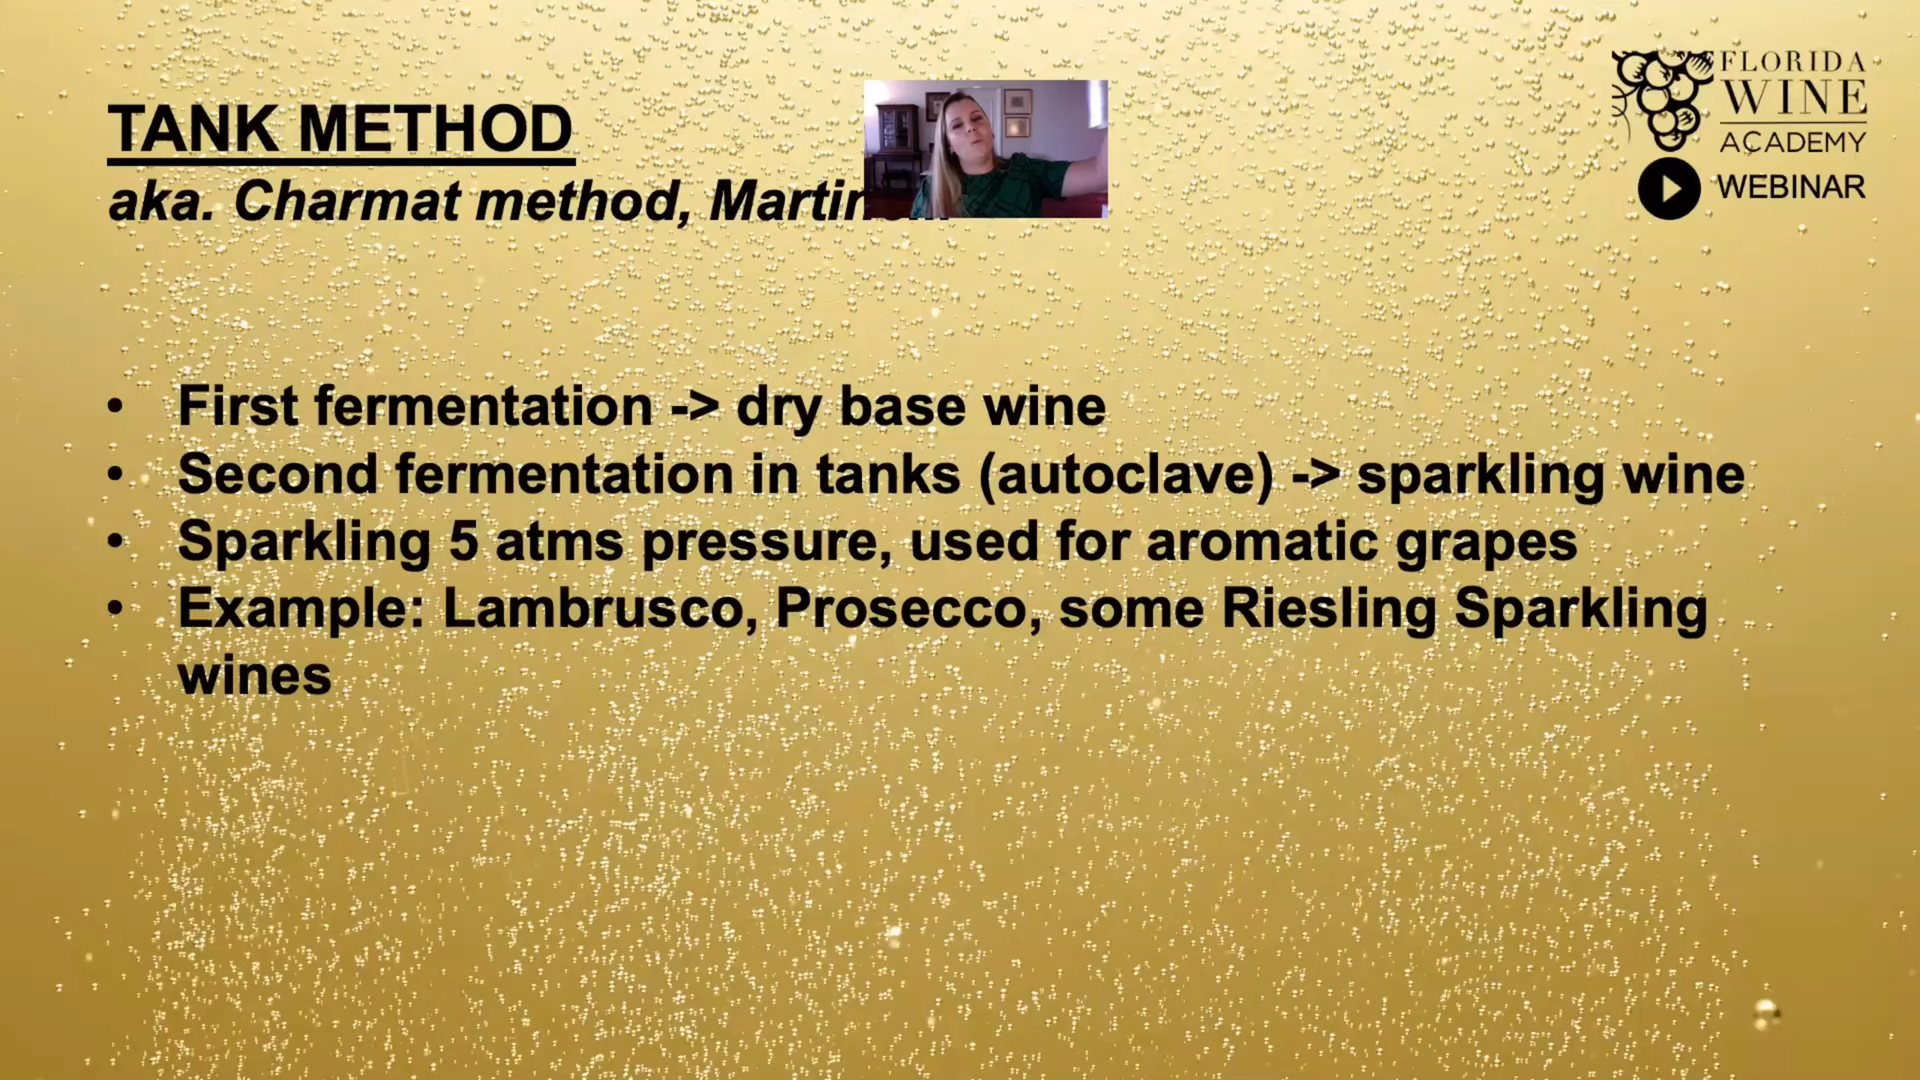 TANK METHOD
aka. Charmat method,
First fermentation -> dry base wine
Second fermentation in tanks (autoclave) -> sparkling wine
Sparkling 5 atms pressure, used for aromatic grapes
Example: Lambrusco, Prosecco, some Riesling Sparkling
wines
FLORIDA
WINE
ACADEMY
WEBINAR